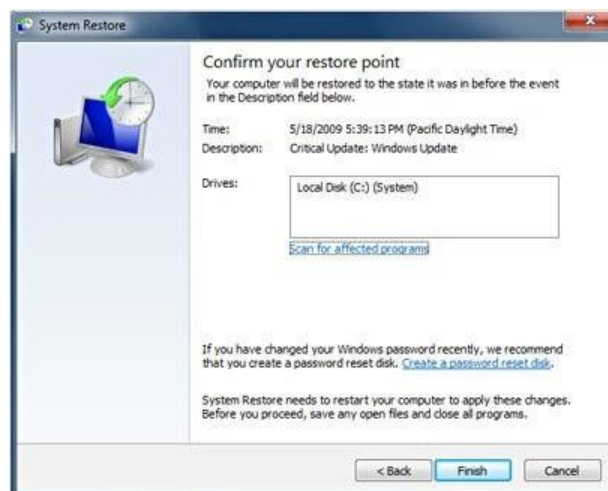 System Restore
Confirm your restore point
Your computer will be restored to the state it was in before the event
in the Description field below.
Time: 5/18/2009 5:39:13 PM (Pacific Daylight Time)
Description: Critical Update: Windows Update
Drives: Local Disk (C:) (System)
Scan for affected programs
If you have changed your Windows password recently, we recommend
that you create a password reset disk. Create a password reset disk.
System Restore needs to restart your computer to apply these changes.
Before you proceed, save any open files and close all programs.
< Back Finish Cancel